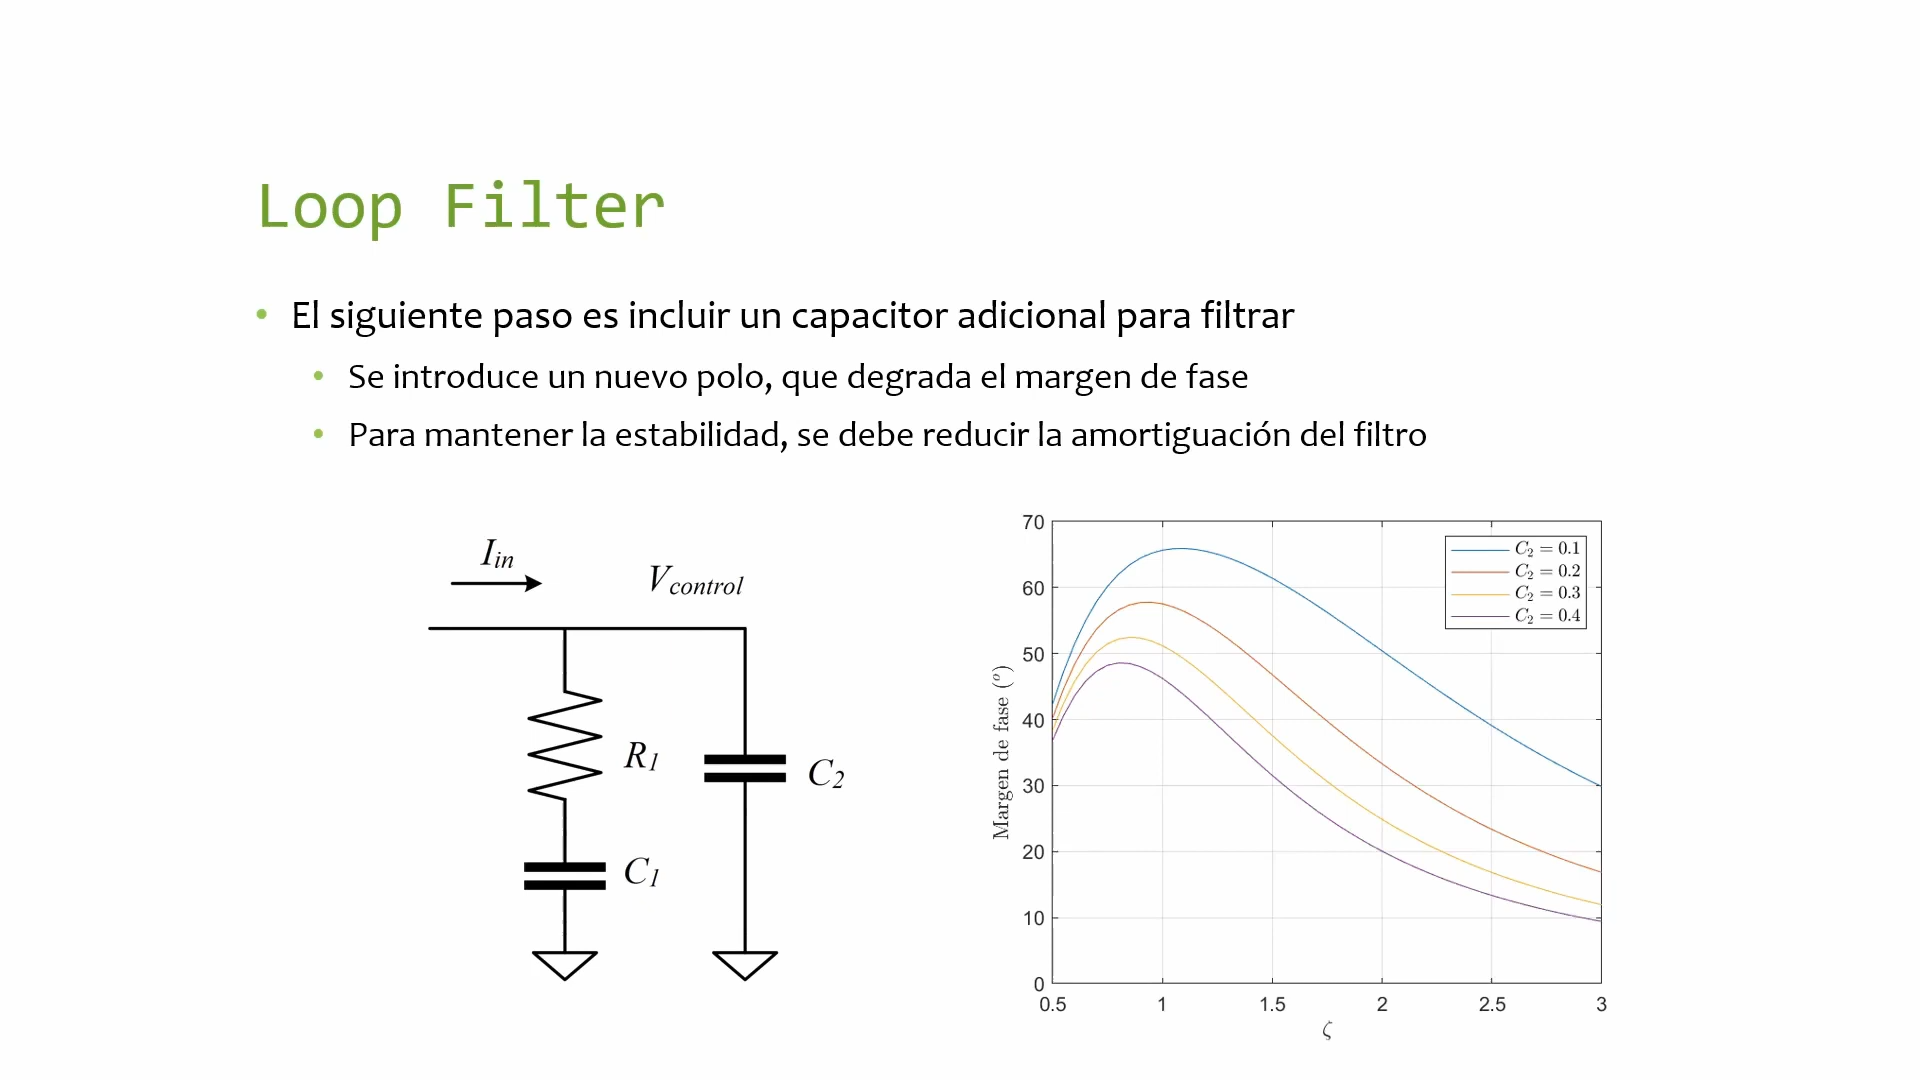 Loop Filter
• El siguiente paso es incluir un capacitor adicional para filtrar
• Se introduce un nuevo polo, que degrada el margen de fase
• Para mantener la estabilidad, se debe reducir la amortiguación del filtro
I_in
V_control
R_1
C_2
C_1
Margen de fase (º)
70
60
50
40
30
20
10
0
0.5 1 1.5 2 2.5 3
ζ
C_2 = 0.1
C_2 = 0.2
C_2 = 0.3
C_2 = 0.4